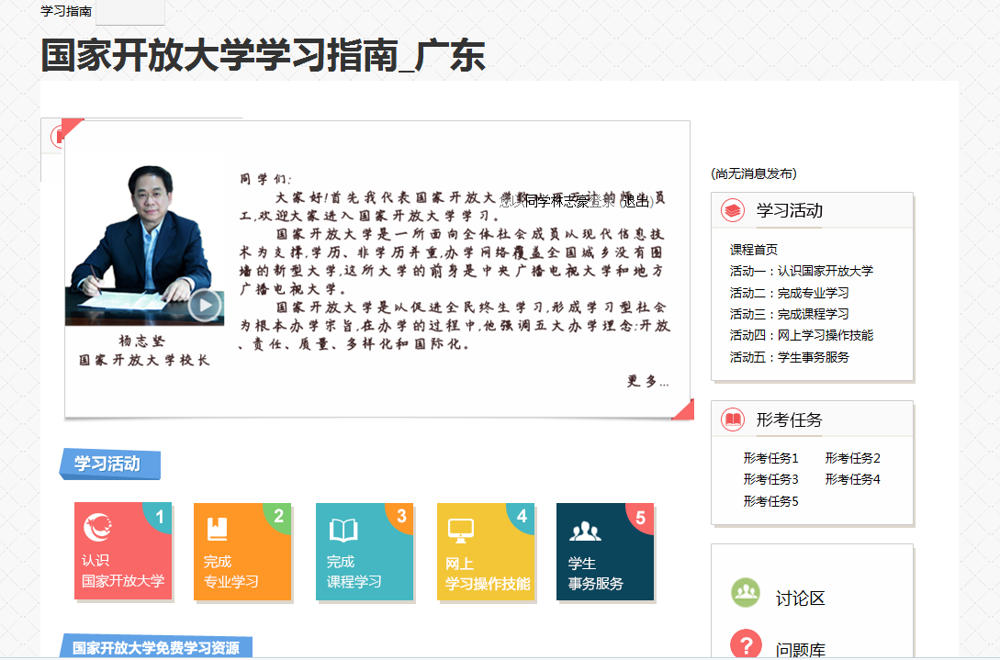 学习指南
国家开放大学学习指南_广东
同学们:
大家好!首先我代表国家开放大学数
员
工,欢迎大家进入国家开放大学学习。
国家开放大学是一所面向全体社会成员以现代信息技
术为支撑,学历、非学历并重,办学网络覆盖全国城乡没有围
墙的新型大学,这所大学的前身是中央广播电视大学和地方
广播电视大学。
国家开放大学是以促进全民终生学习,形成学习型社会
为根本办学宗旨,在办学的过程中,他强调五大办学理念:开放
、责任、质量、多样化和国际化。
更多...
杨志坚
国家开放大学校长
您以同学林志豪登录 (退出)
学习活动
1
认识
国家开放大学
2
完成
专业学习
3
完成
课程学习
4
网上
学习操作技能
5
学生
事务服务
国家开放大学免费学习资源
(尚无消息发布)
学习活动
课程首页
活动一：认识国家开放大学
活动二：完成专业学习
活动三：完成课程学习
活动四：网上学习操作技能
活动五：学生事务服务
形考任务
形考任务1 形考任务2
形考任务3 形考任务4
形考任务5
讨论区
?
问题库